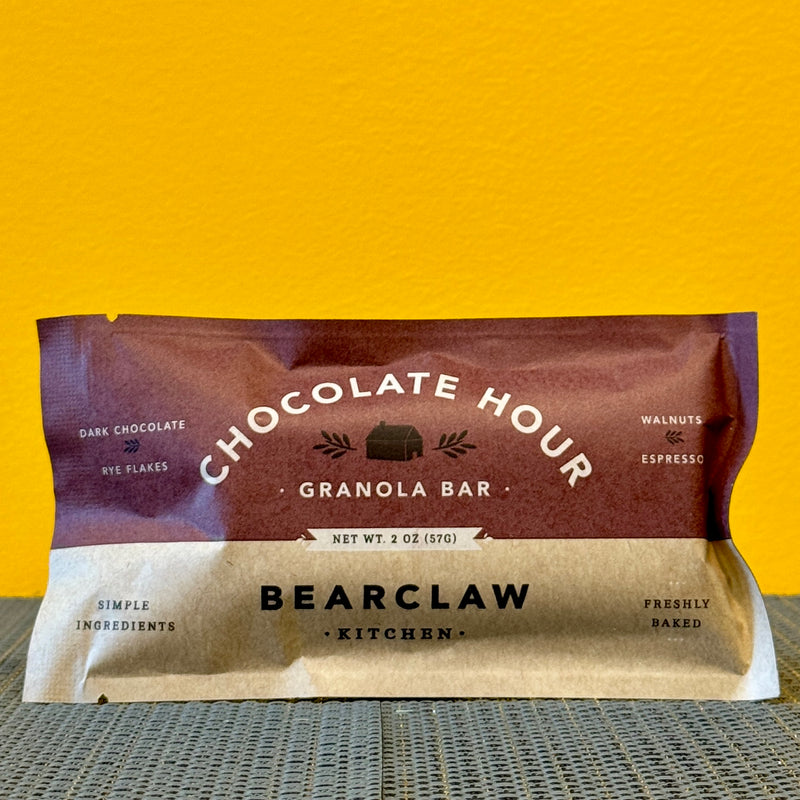 CHOCOLATE HOUR
DARK CHOCOLATE
RYE FLAKES
WALNUTS
ESPRESSO
· GRANOLA BAR ·
NET WT. 2 OZ (57G)
BEARCLAW
· KITCHEN ·
SIMPLE
INGREDIENTS
FRESHLY
BAKED